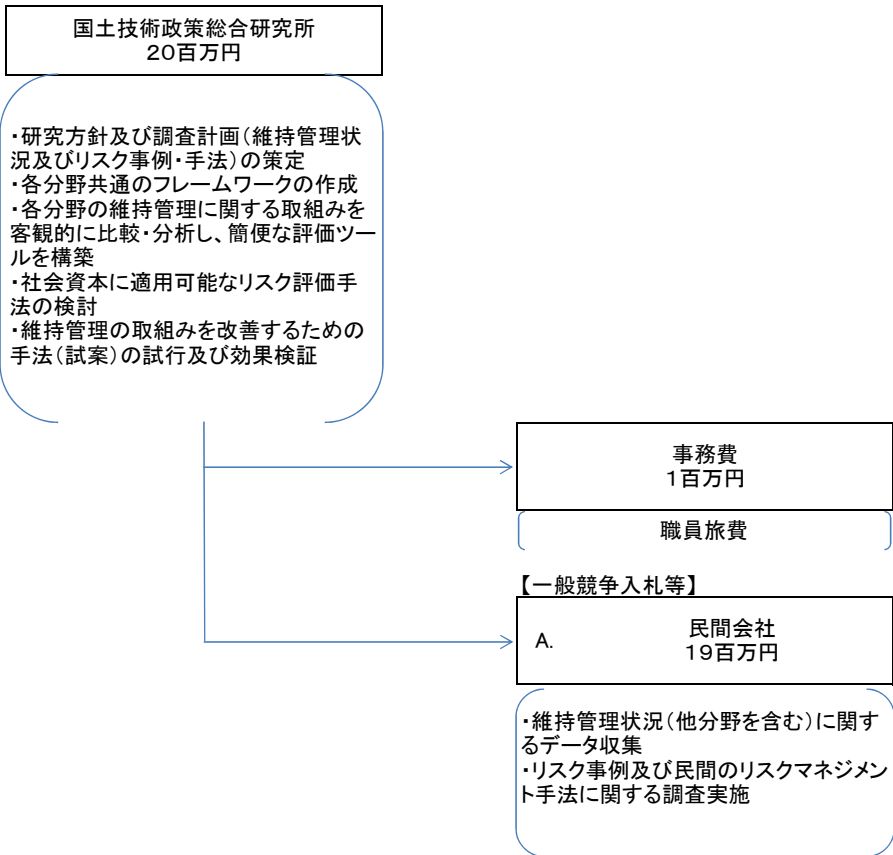 国土技術政策総合研究所
20百万円
・研究方針及び調査計画(維持管理状
況及びリスク事例・手法)の策定
・各分野共通のフレームワークの作成
・各分野の維持管理に関する取組みを
客観的に比較・分析し、簡便な評価ツー
ルを構築
・社会資本に適用可能なリスク評価手
法の検討
・維持管理の取組みを改善するための
手法(試案)の試行及び効果検証
事務費
1百万円
職員旅費
【一般競争入札等】
A. 民間会社
19百万円
・維持管理状況(他分野を含む)に関す
るデータ収集
・リスク事例及び民間のリスクマネジメン
ト手法に関する調査実施